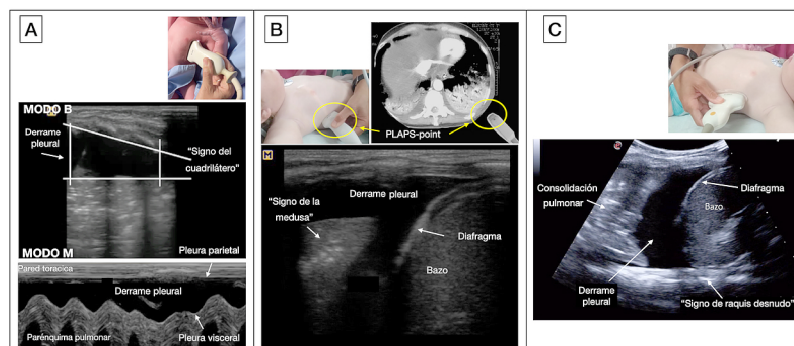 A
MODO B
Derrame
pleural
"Signo del
cuadrilátero"
MODO M
Pleura parietal
Pared toracica
Derrame pleural
Parénquima pulmonar
Pleura visceral
B
PLAPS-point
M
Derrame pleural
"Signo de la
medusa"
Diafragma
Bazo
C
Consolidación
pulmonar
Diafragma
Bazo
Derrame
pleural
"Signo de raquis desnudo"